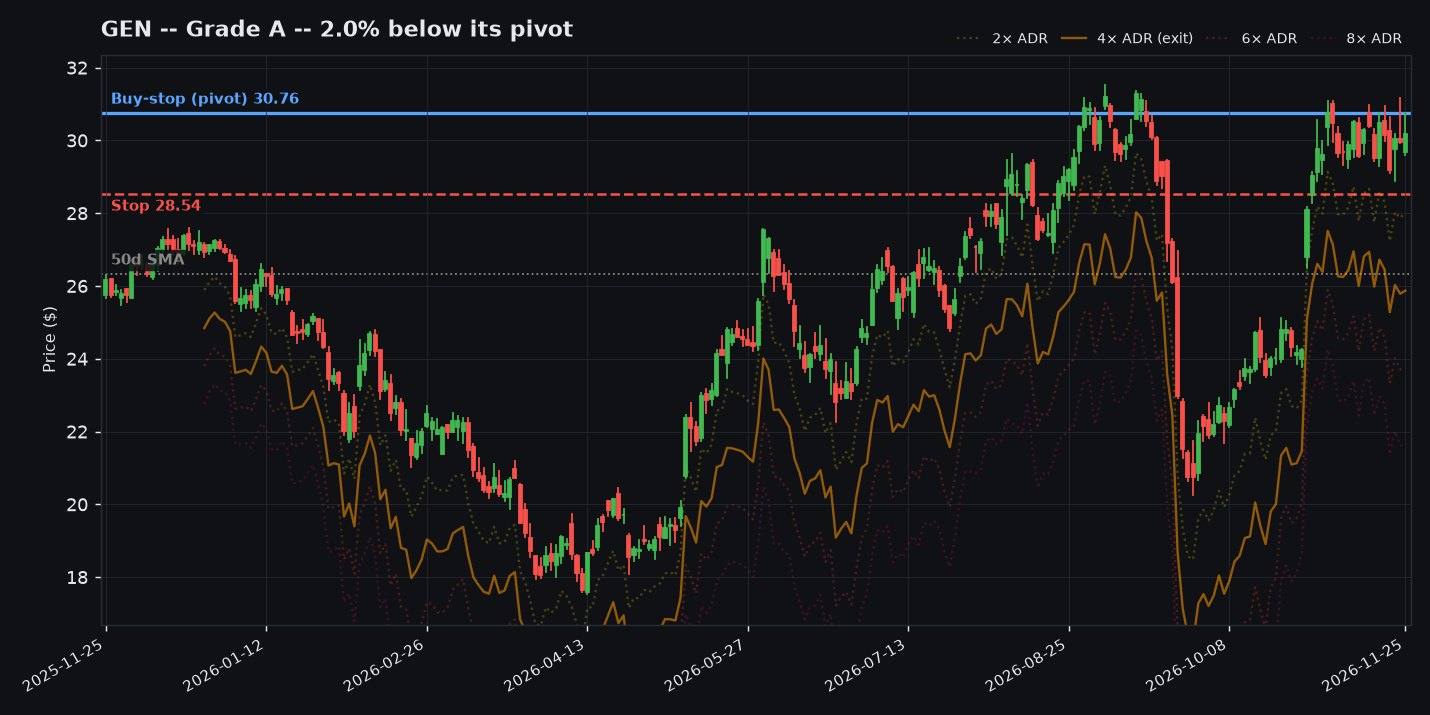 GEN -- Grade A -- 2.0% below its pivot
2× ADR
4× ADR (exit)
6× ADR
8× ADR
32
Buy-stop (pivot) 30.76
30
Stop 28.54
28
50d SMA
26
24
22
20
18
Price ($)
2025-11-25
2026-01-12
2026-02-26
2026-04-13
2026-05-27
2026-07-13
2026-08-25
2026-10-08
2026-11-25